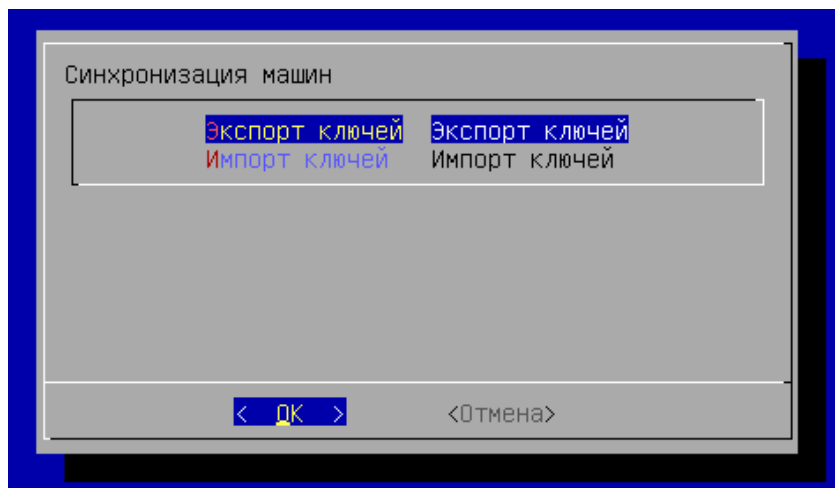 Синхронизация машин
Экспорт ключей Экспорт ключей
Импорт ключей Импорт ключей
< OK > <Отмена>